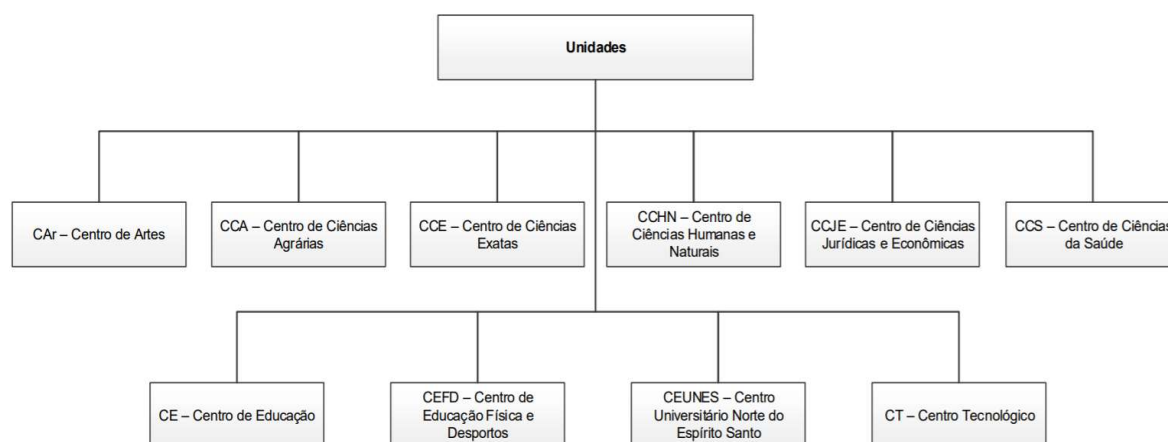 Unidades
CAr – Centro de Artes
CCA – Centro de Ciências
Agrárias
CCE – Centro de Ciências
Exatas
CCHN – Centro de
Ciências Humanas e
Naturais
CCJE – Centro de Ciências
Jurídicas e Econômicas
CCS – Centro de Ciências
da Saúde
CE – Centro de Educação
CEFD – Centro de
Educação Física e
Desportos
CEUNES – Centro
Universitário Norte do
Espírito Santo
CT – Centro Tecnológico